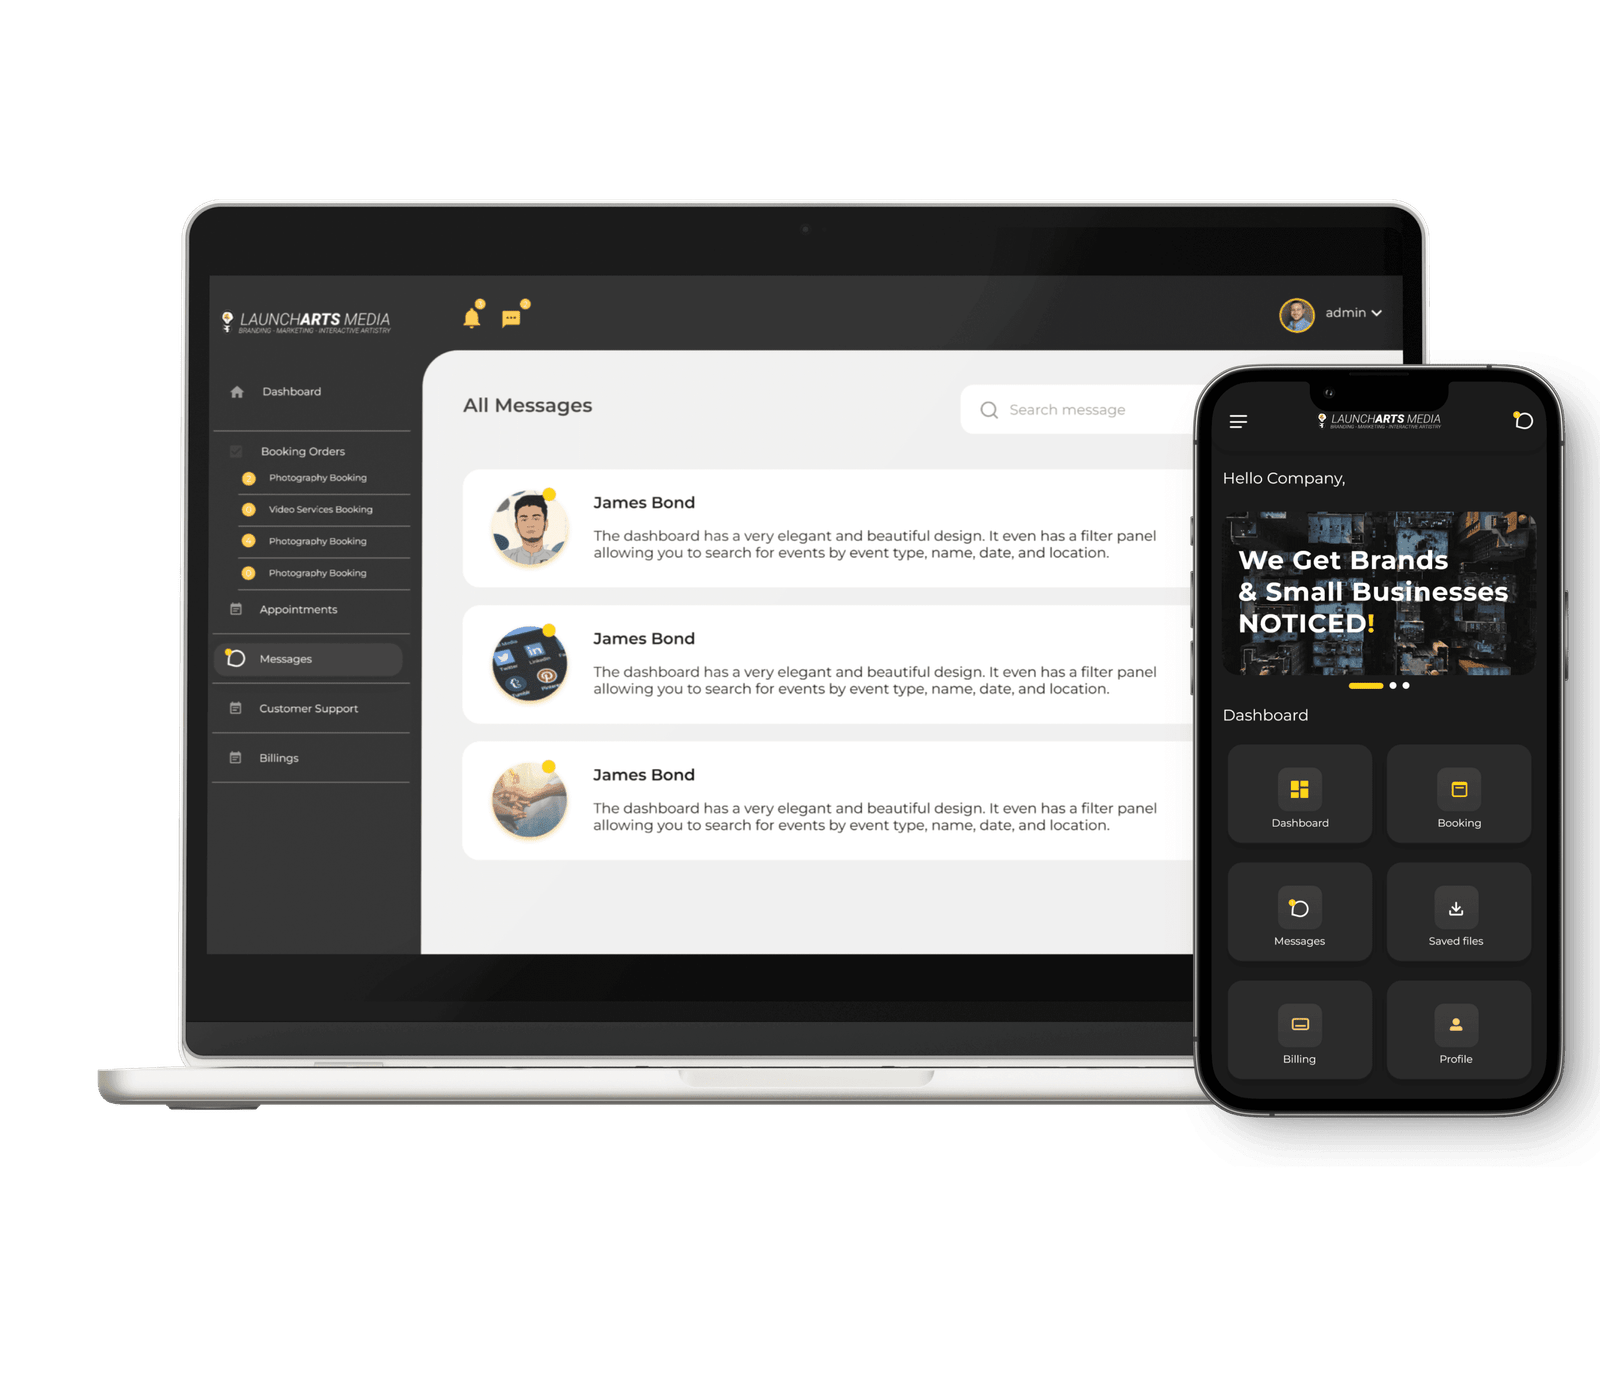 LAUNCHARTS MEDIA
BRANDING - MARKETING - INTERACTIVE ARTISTRY
admin
Dashboard
Booking Orders
Photography Booking
Video Services Booking
Photography Booking
Photography Booking
Appointments
Messages
Customer Support
Billings
All Messages
Search message
James Bond
The dashboard has a very elegant and beautiful design. It even has a filter panel
allowing you to search for events by event type, name, date, and location.
James Bond
The dashboard has a very elegant and beautiful design. It even has a filter panel
allowing you to search for events by event type, name, date, and location.
Twitter
LinkedIn
Tumblr
James Bond
The dashboard has a very elegant and beautiful design. It even has a filter panel
allowing you to search for events by event type, name, date, and location.
LAUNCHARTS MEDIA
BRANDING - MARKETING - INTERACTIVE ARTISTRY
Hello Company,
We Get Brands
& Small Businesses
NOTICED!
Dashboard
Dashboard
Booking
Messages
Saved files
Billing
Profile